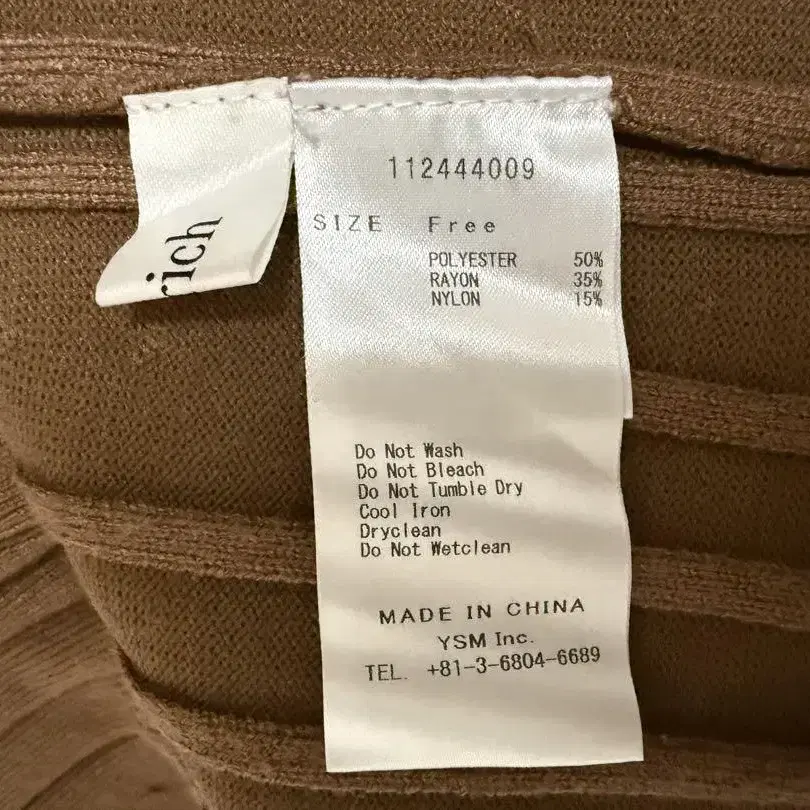 rich
112444009
SIZE Free
POLYESTER 50%
RAYON 35%
NYLON 15%
Do Not Wash
Do Not Bleach
Do Not Tumble Dry
Cool Iron
Dryclean
Do Not Wetclean
MADE IN CHINA
YSM Inc.
TEL. +81-3-6804-6689